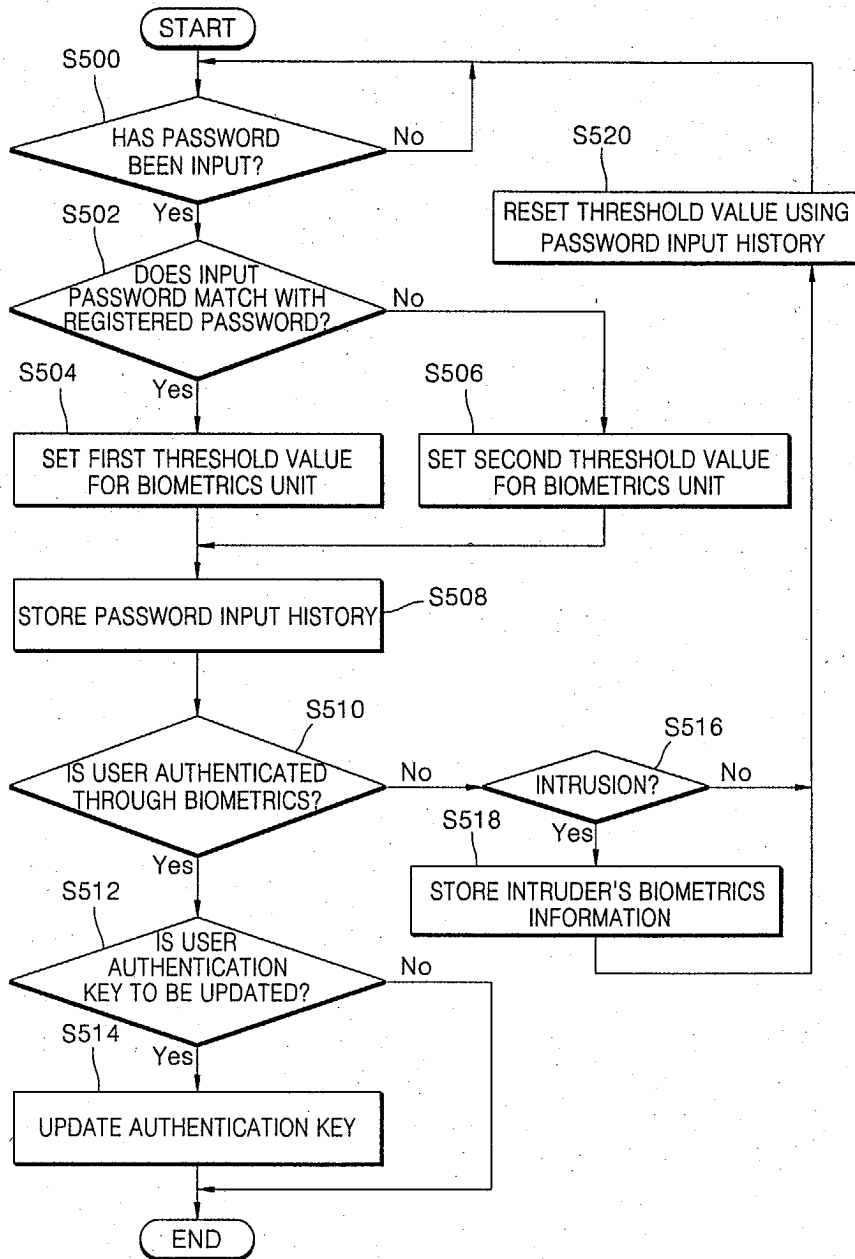 START
S500
HAS PASSWORD
BEEN INPUT?
No
Yes
S520
RESET THRESHOLD VALUE USING
PASSWORD INPUT HISTORY
S502
DOES INPUT
PASSWORD MATCH WITH
REGISTERED PASSWORD?
No
Yes
S504
SET FIRST THRESHOLD VALUE
FOR BIOMETRICS UNIT
S506
SET SECOND THRESHOLD VALUE
FOR BIOMETRICS UNIT
STORE PASSWORD INPUT HISTORY
S508
S510
IS USER AUTHENTICATED
THROUGH BIOMETRICS?
No
Yes
S516
INTRUSION?
No
Yes
S518
STORE INTRUDER'S BIOMETRICS
INFORMATION
S512
IS USER
AUTHENTICATION
KEY TO BE UPDATED?
No
Yes
S514
UPDATE AUTHENTICATION KEY
END